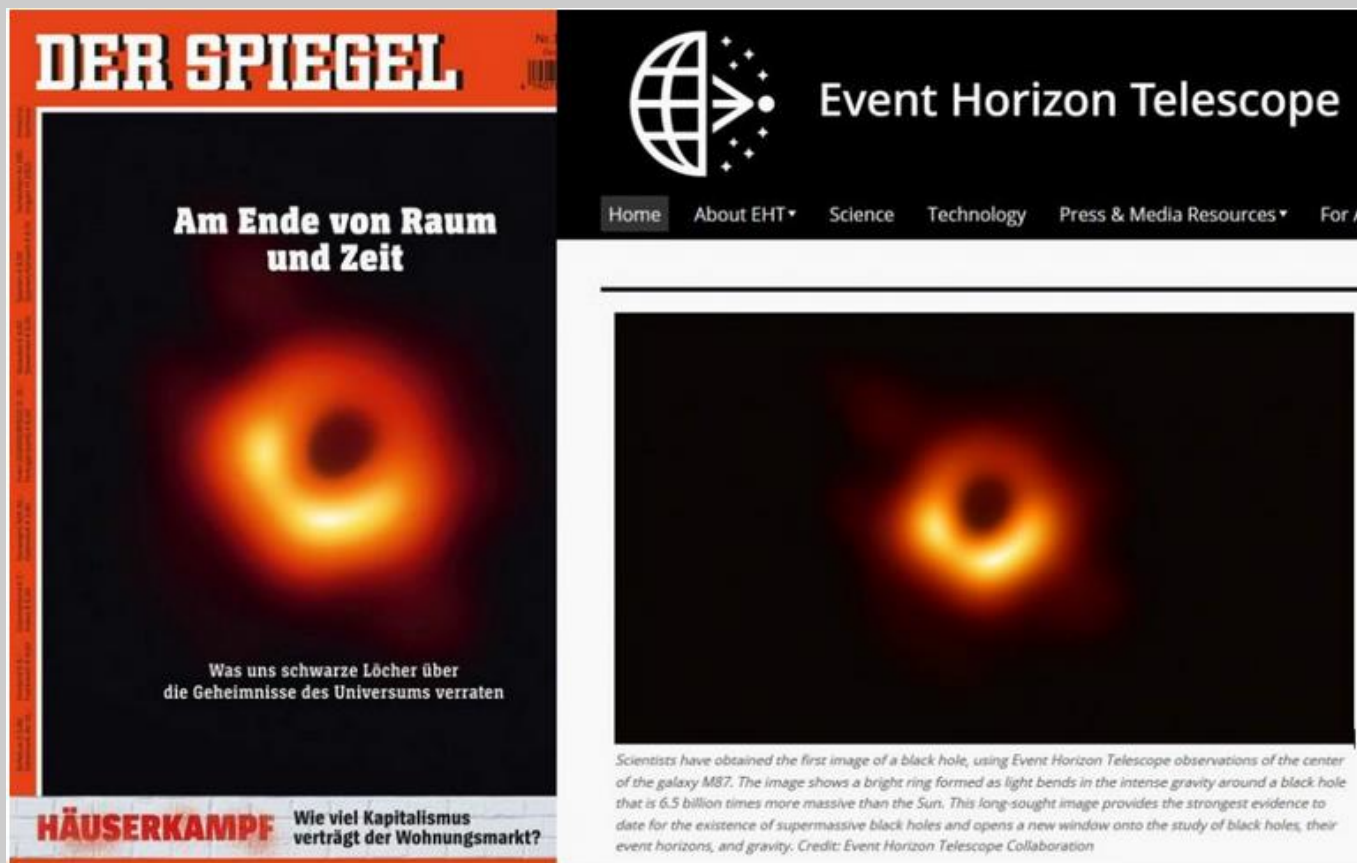 DER SPIEGEL
Am Ende von Raum
und Zeit
Was uns schwarze Löcher über
die Geheimnisse des Universums verraten
HÄUSERKAMPF
Wie viel Kapitalismus
verträgt der Wohnungsmarkt?
Event Horizon Telescope
Home About EHT▾ Science Technology Press & Media Resources▾ For
Scientists have obtained the first image of a black hole, using Event Horizon Telescope observations of the center
of the galaxy M87. The image shows a bright ring formed as light bends in the intense gravity around a black hole
that is 6.5 billion times more massive than the Sun. This long-sought image provides the strongest evidence to
date for the existence of supermassive black holes and opens a new window onto the study of black holes, their
event horizons, and gravity. Credit: Event Horizon Telescope Collaboration